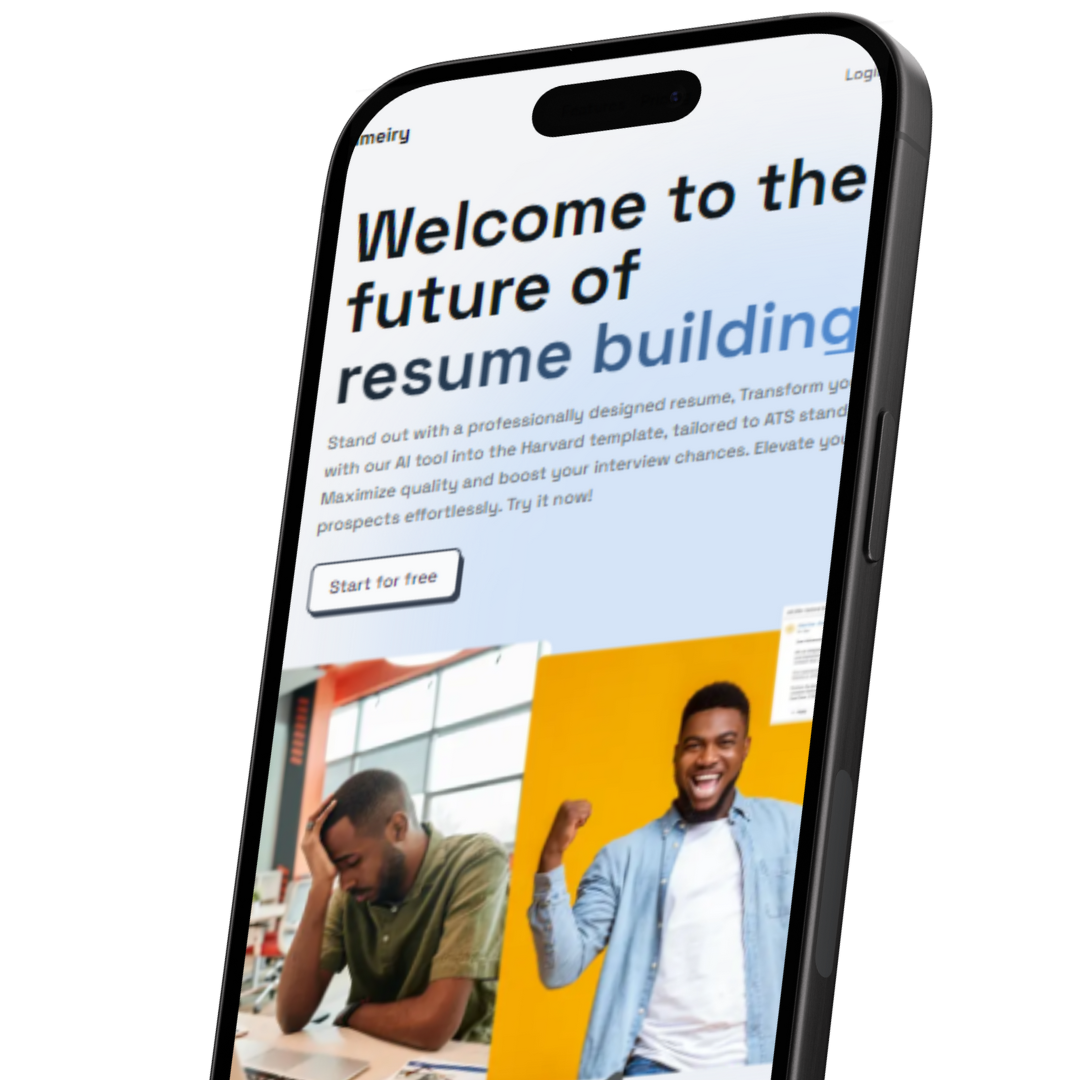 meiry
Login
Welcome to the
future of
resume building
Stand out with a professionally designed resume, Transform yo
with our AI tool into the Harvard template, tailored to ATS stand
Maximize quality and boost your interview chances. Elevate you
prospects effortlessly. Try it now!
Start for free